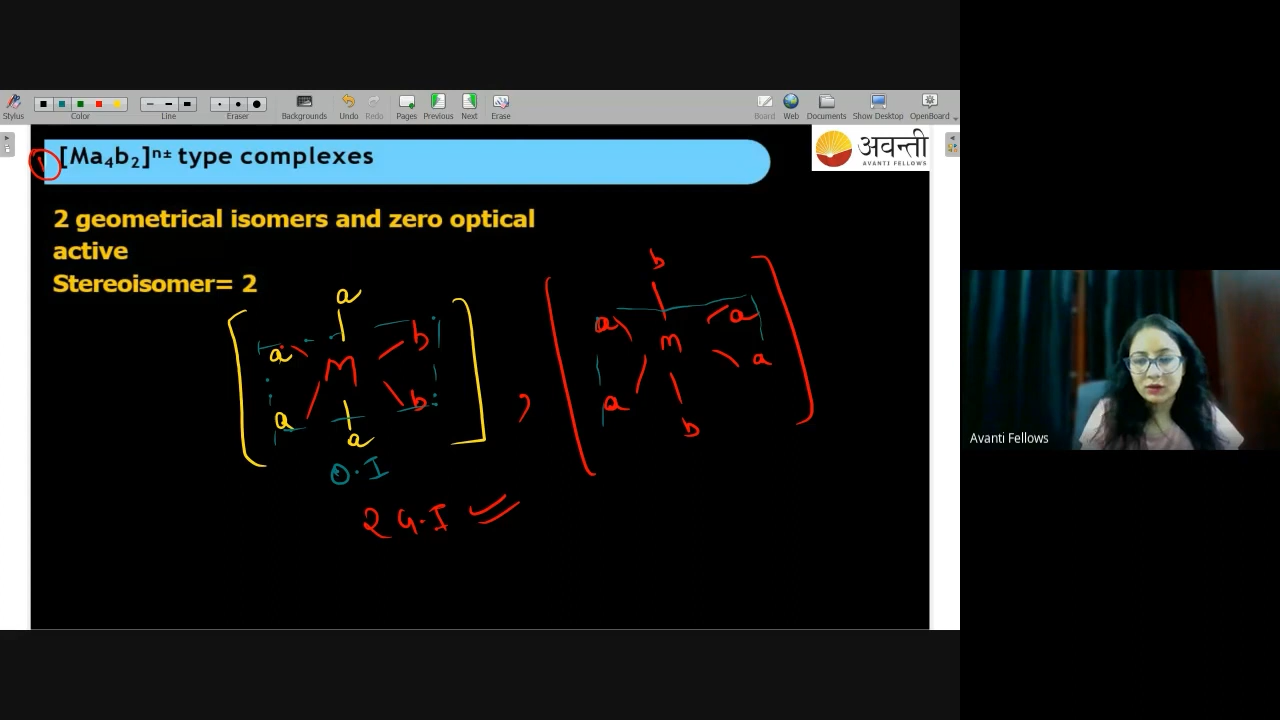 Stylus
Color
Line
Eraser
Backgrounds
Undo
Redo
Pages
Previous
Next
Erase
Board
Web
Documents
Show Desktop
OpenBoard
1 [Ma₄b₂]ⁿ± type complexes
अवन्ती
AVANTI FELLOWS
2 geometrical isomers and zero optical
active
Stereoisomer= 2
a
a M b
a b
a
O.I
,
b
a M a
a a
b
2 G.I
Avanti Fellows